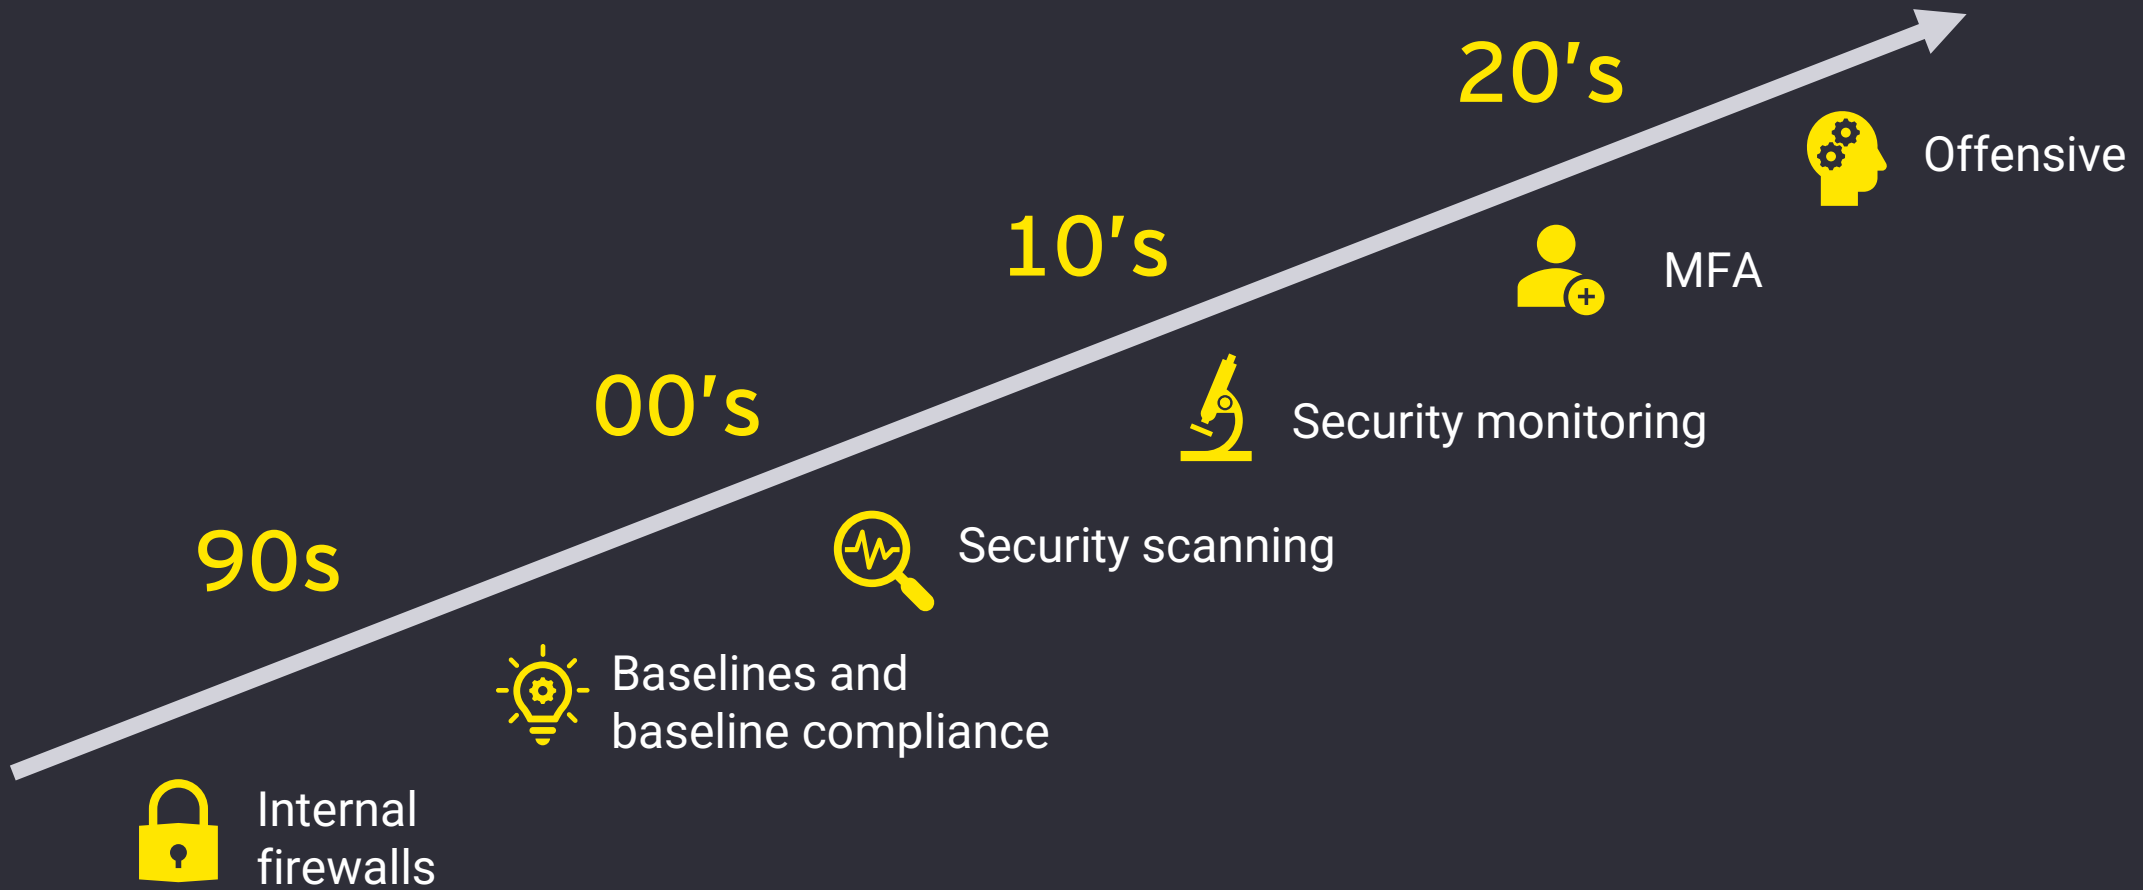 20's
Offensive
10's
MFA
00's
Security monitoring
90s
Security scanning
Baselines and
baseline compliance
Internal
firewalls